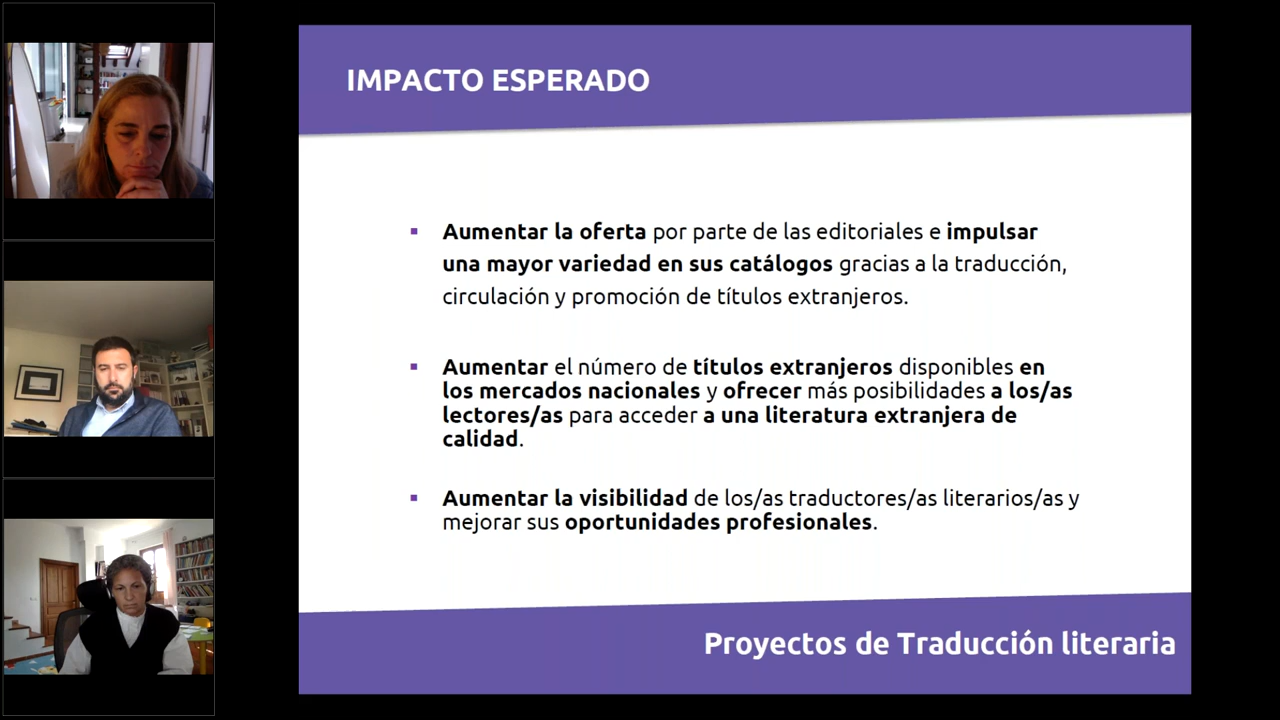 IMPACTO ESPERADO
▪ Aumentar la oferta por parte de las editoriales e impulsar
una mayor variedad en sus catálogos gracias a la traducción,
circulación y promoción de títulos extranjeros.
▪ Aumentar el número de títulos extranjeros disponibles en
los mercados nacionales y ofrecer más posibilidades a los/as
lectores/as para acceder a una literatura extranjera de
calidad.
▪ Aumentar la visibilidad de los/as traductores/as literarios/as y
mejorar sus oportunidades profesionales.
Proyectos de Traducción literaria